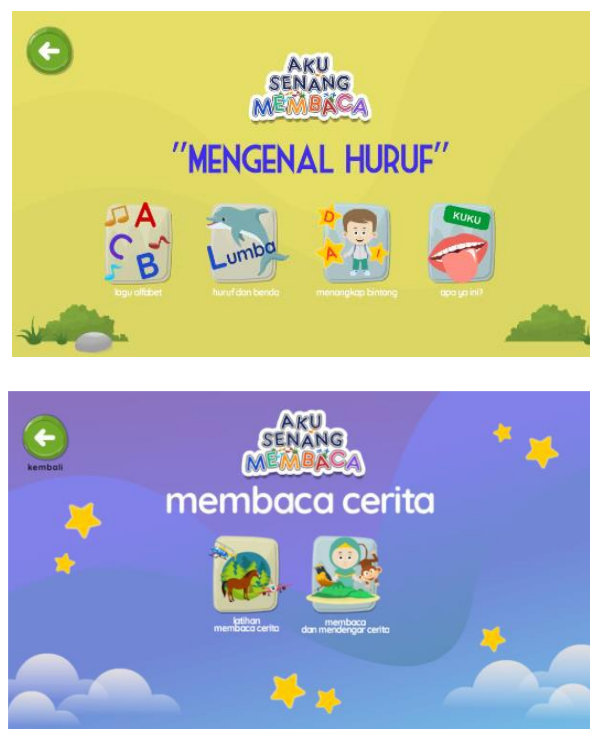 AKU
SENANG
MEMBACA
"MENGENAL HURUF"
A
C
B
Lumba
D
A
I
KUKU
lagu alfabet
huruf dan benda
menangkap bintang
apa ya ini?
kembali
AKU
SENANG
MEMBACA
membaca cerita
latihan
membaca cerita
membaca
dan mendengar cerita